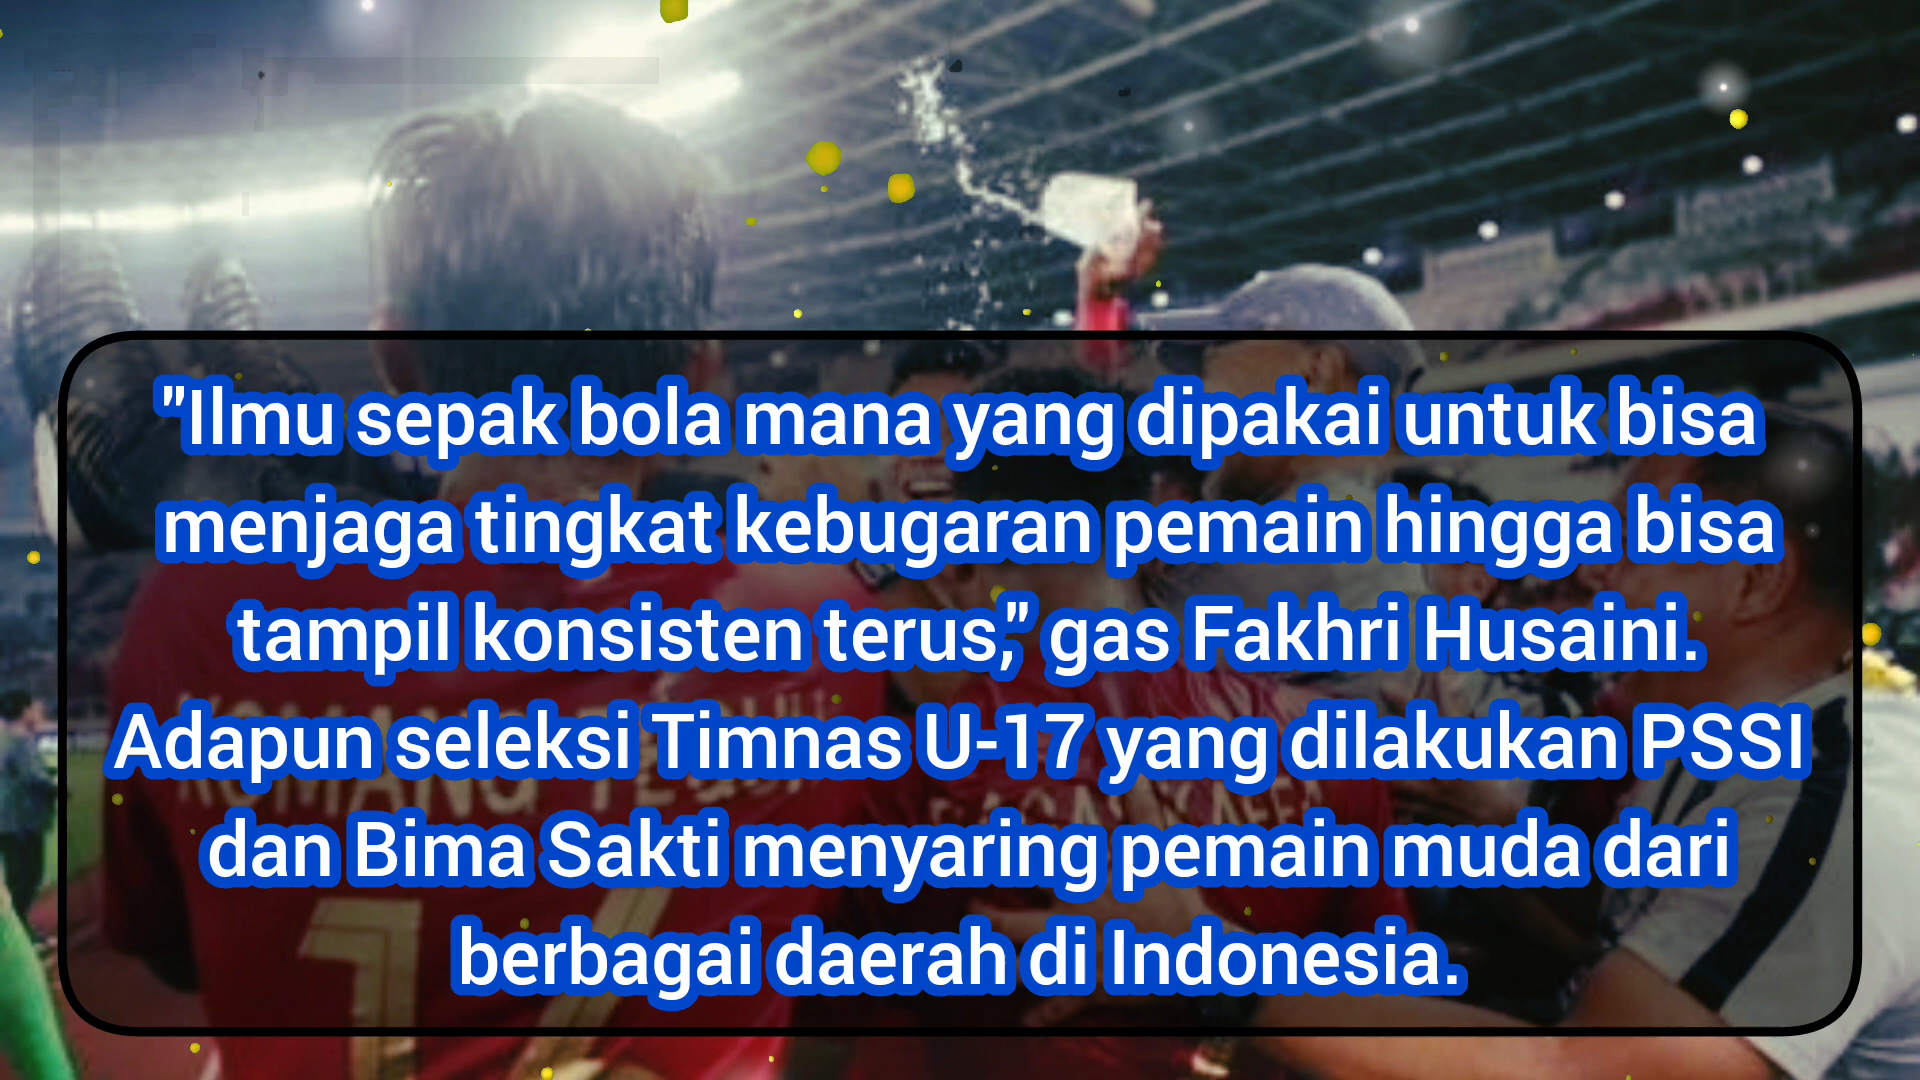 "Ilmu sepak bola mana yang dipakai untuk bisa
menjaga tingkat kebugaran pemain hingga bisa
tampil konsisten terus," gas Fakhri Husaini.
Adapun seleksi Timnas U-17 yang dilakukan PSSI
dan Bima Sakti menyaring pemain muda dari
berbagai daerah di Indonesia.
KOMANG TEGUH